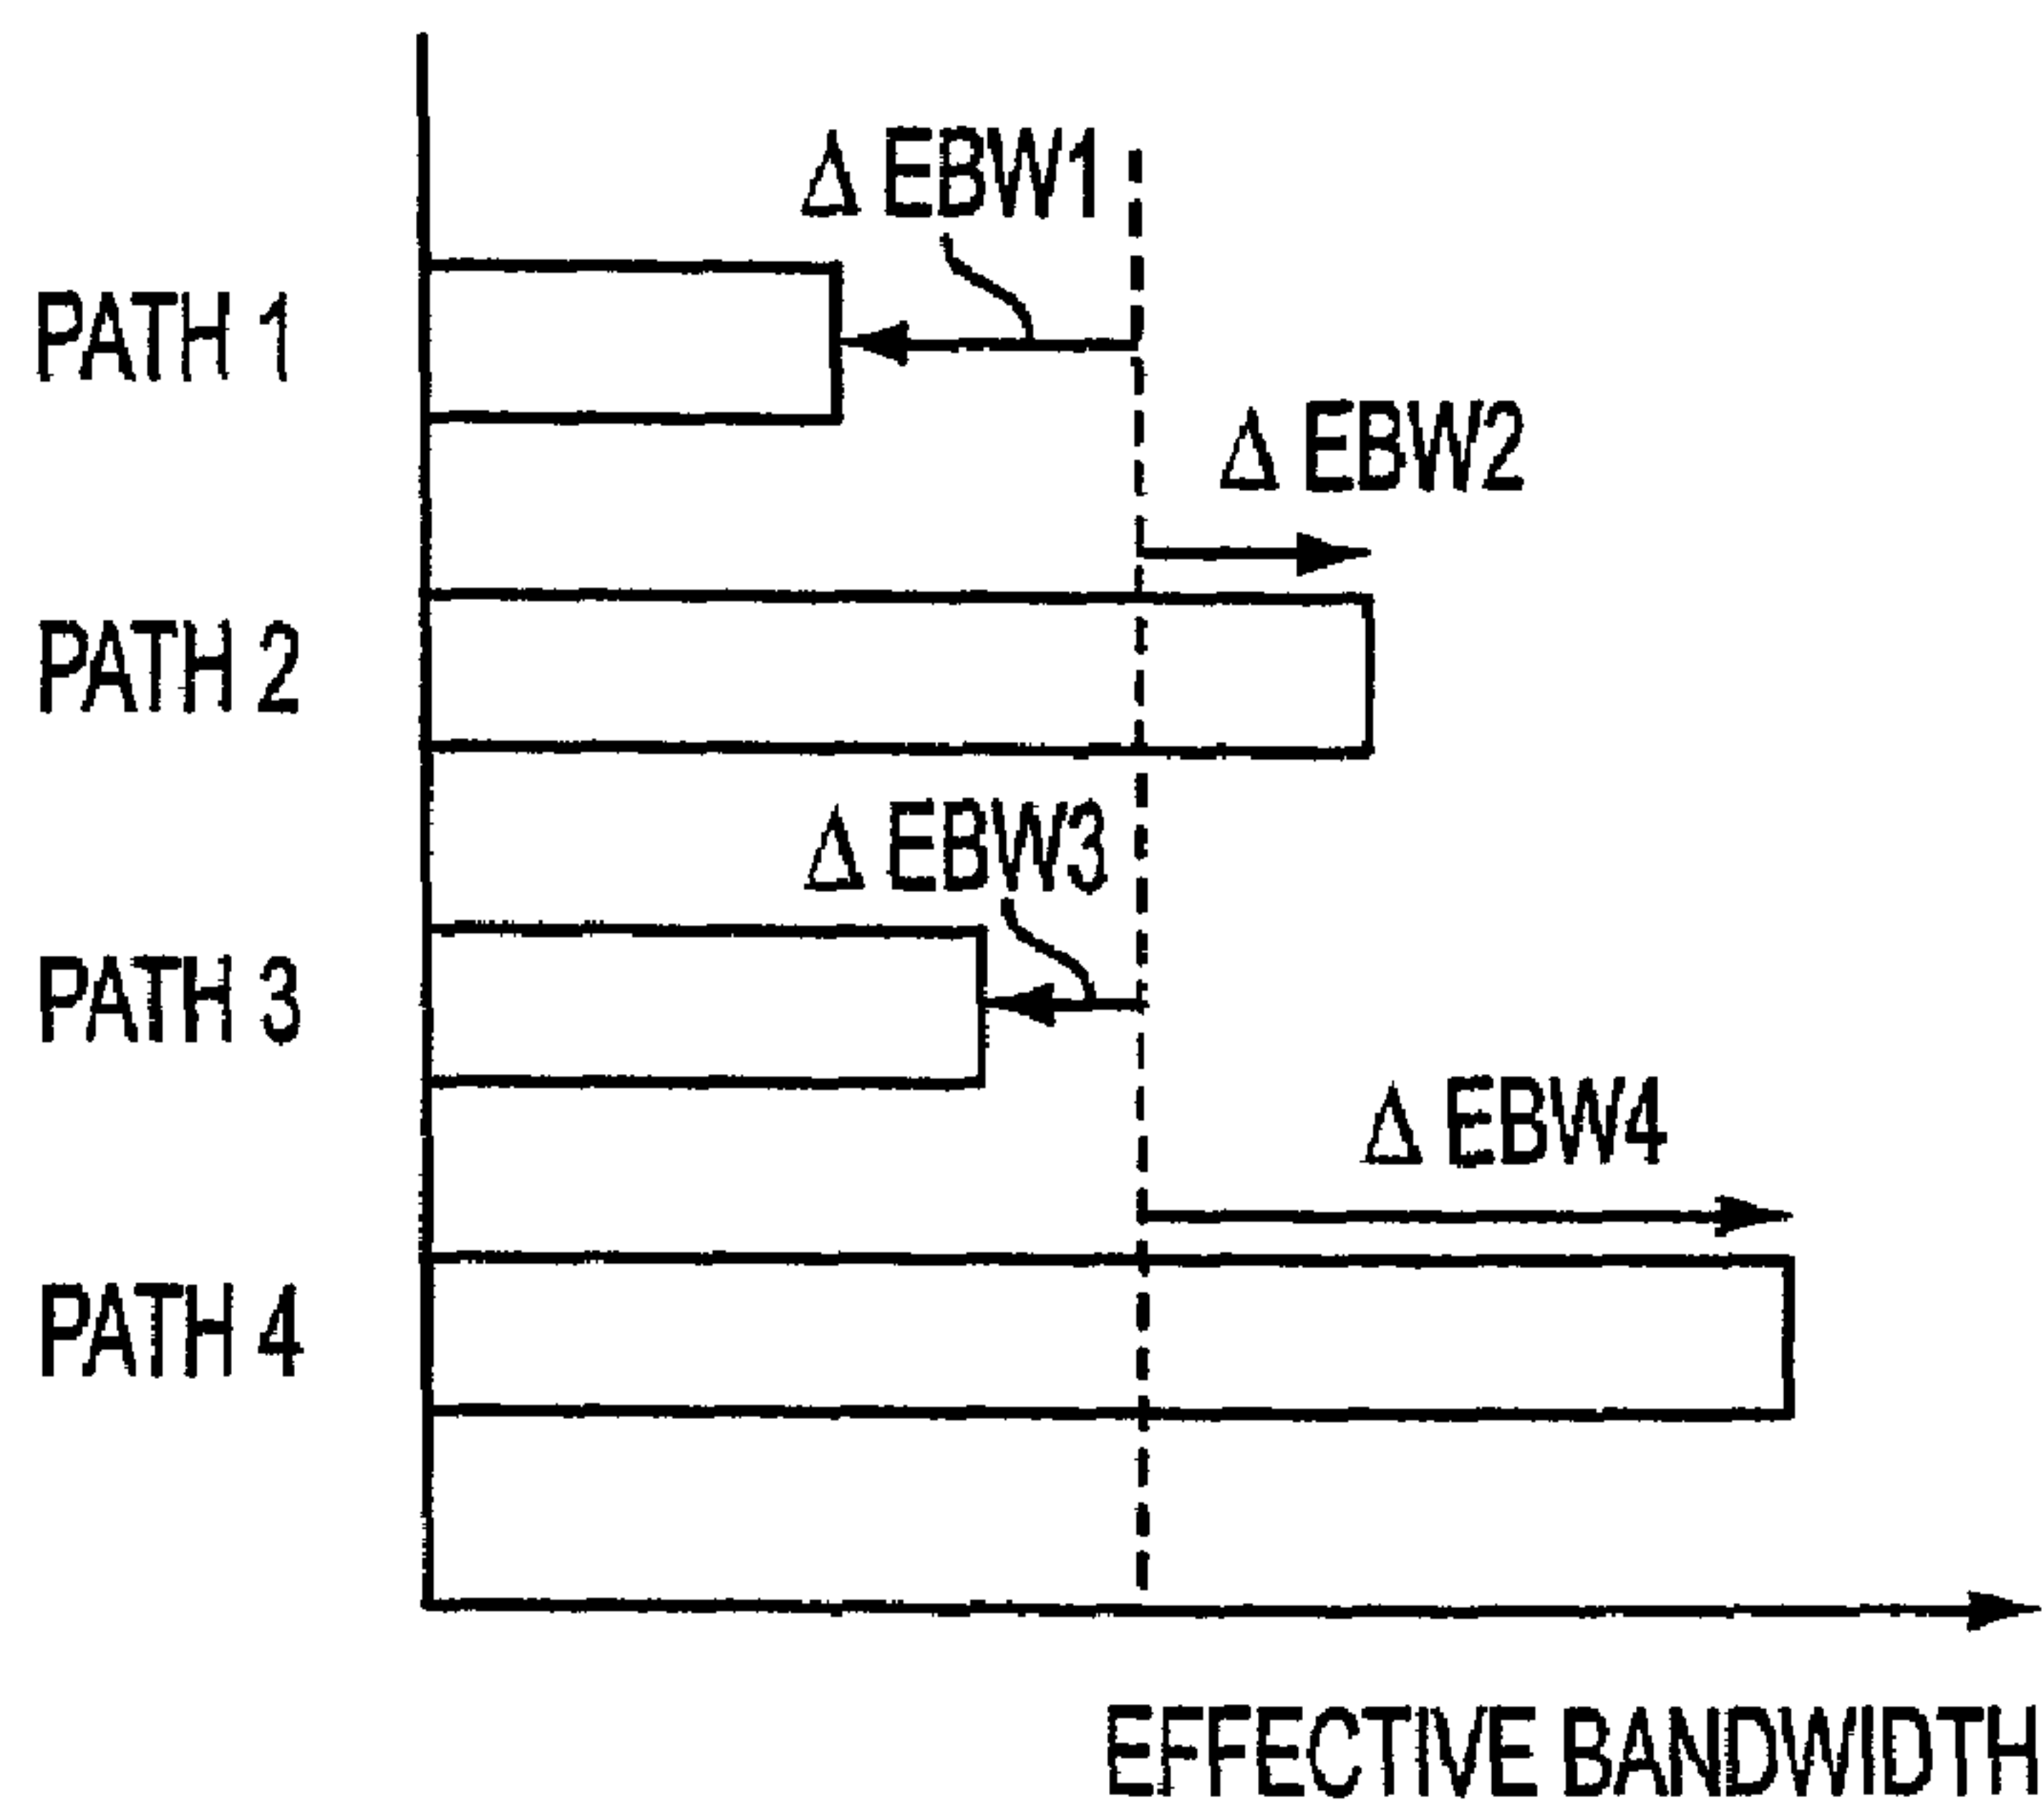 Δ EBW1
PATH 1
Δ EBW2
PATH 2
Δ EBW3
PATH 3
Δ EBW4
PATH 4
EFFECTIVE BANDWIDTH